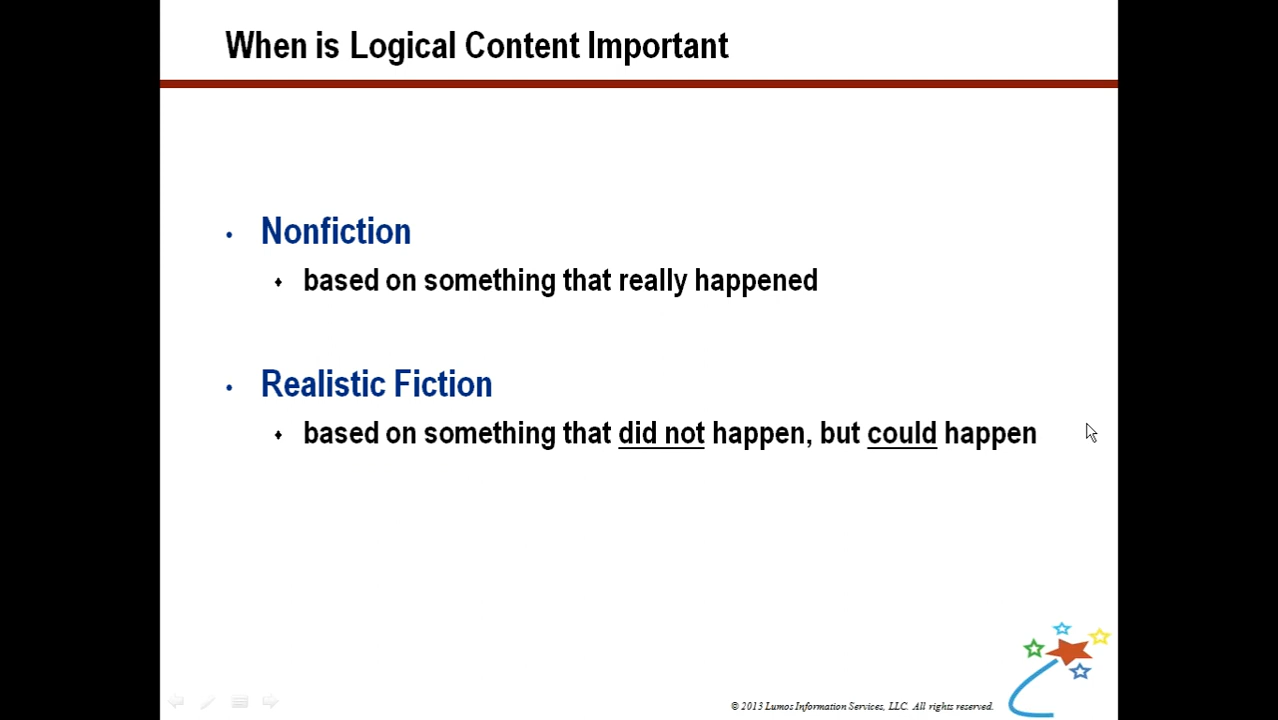 When is Logical Content Important
• Nonfiction
♦ based on something that really happened
• Realistic Fiction
♦ based on something that did not happen, but could happen
© 2013 Lumos Information Services, LLC. All rights reserved.